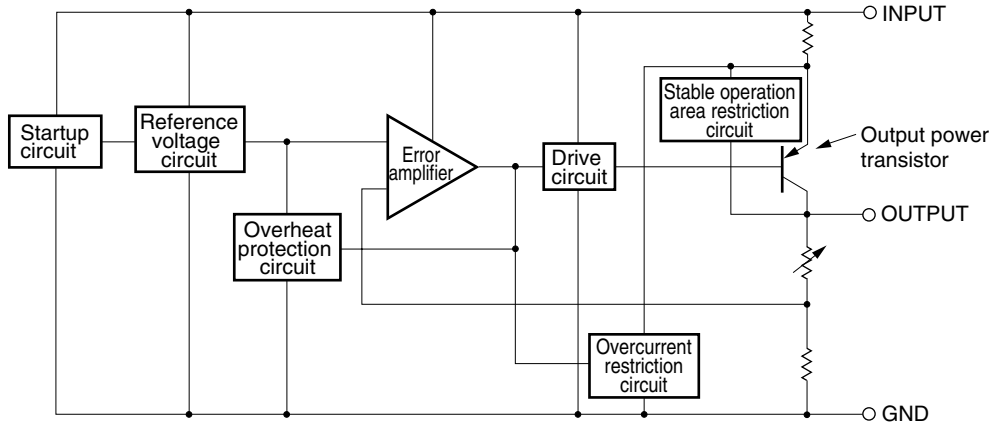 INPUT
Stable operation
area restriction
circuit
Startup
circuit
Reference
voltage
circuit
Error
amplifier
Drive
circuit
Output power
transistor
OUTPUT
Overheat
protection
circuit
Overcurrent
restriction
circuit
GND